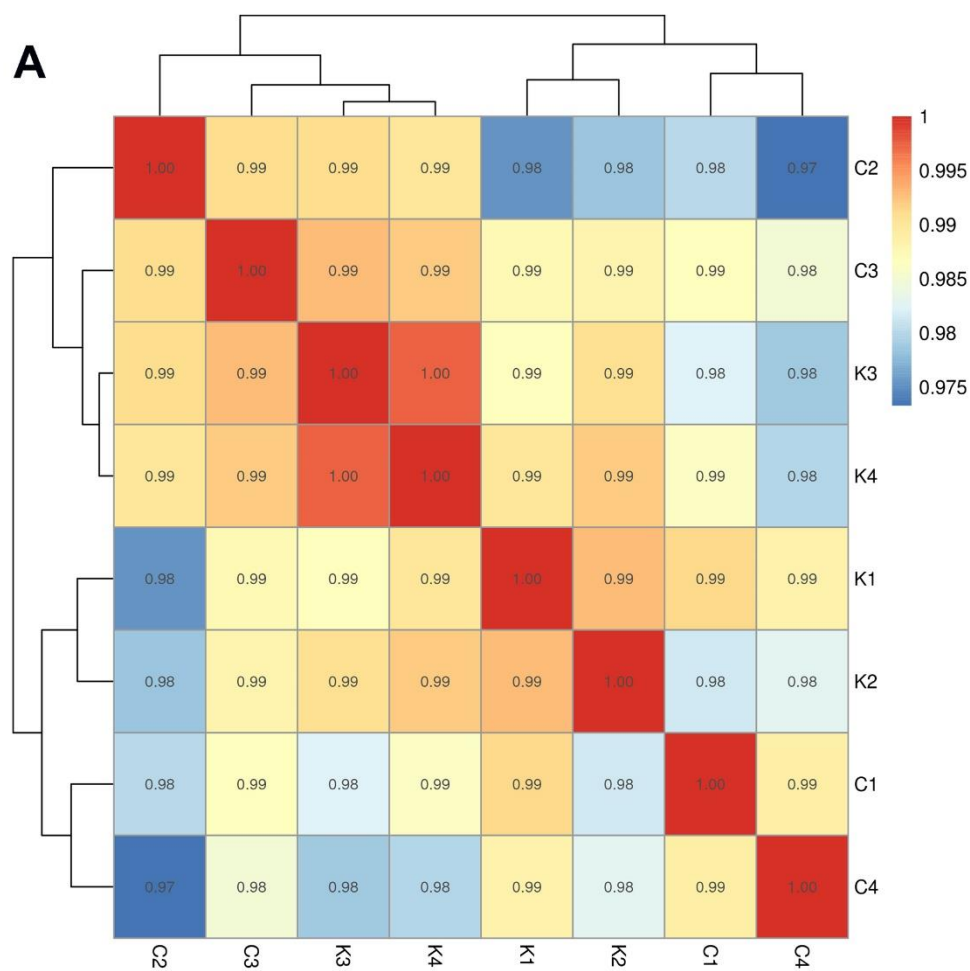 A
1.00 0.99 0.99 0.99 0.98 0.98 0.98 0.97 C2
0.99 1.00 0.99 0.99 0.99 0.99 0.99 0.98 C3
0.99 0.99 1.00 1.00 0.99 0.99 0.98 0.98 K3
0.99 0.99 1.00 1.00 0.99 0.99 0.99 0.98 K4
0.98 0.99 0.99 0.99 1.00 0.99 0.99 0.99 K1
0.98 0.99 0.99 0.99 0.99 1.00 0.98 0.98 K2
0.98 0.99 0.98 0.99 0.99 0.98 1.00 0.99 C1
0.97 0.98 0.98 0.98 0.99 0.98 0.99 1.00 C4
C2 C3 K3 K4 K1 K2 C1 C4
1
0.995
0.99
0.985
0.98
0.975